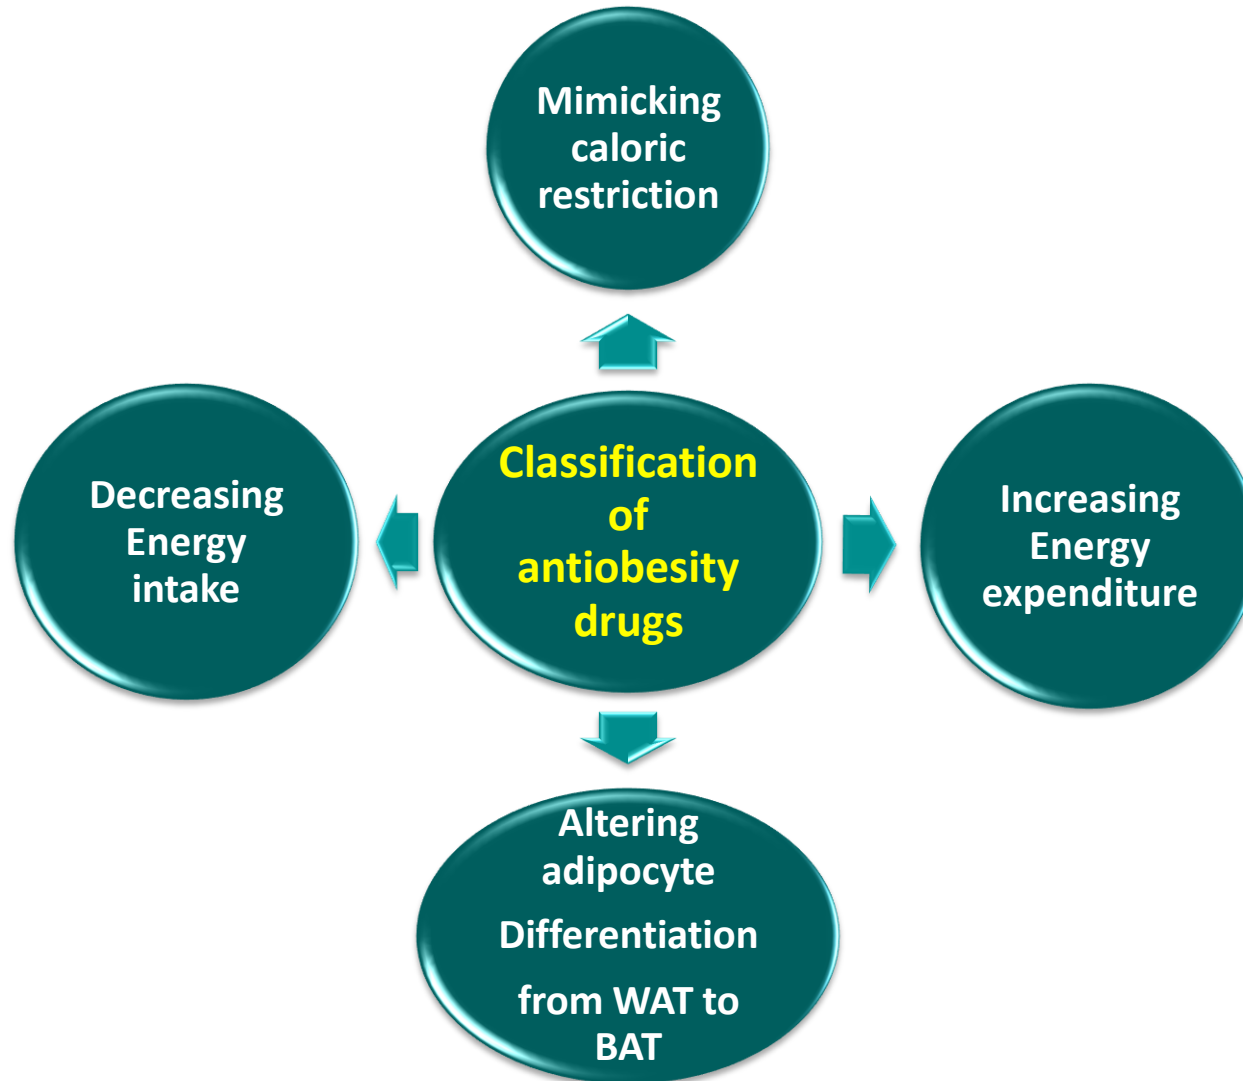 Mimicking
caloric
restriction
Decreasing
Energy
intake
Classification
of
antiobesity
drugs
Increasing
Energy
expenditure
Altering
adipocyte
Differentiation
from WAT to
BAT